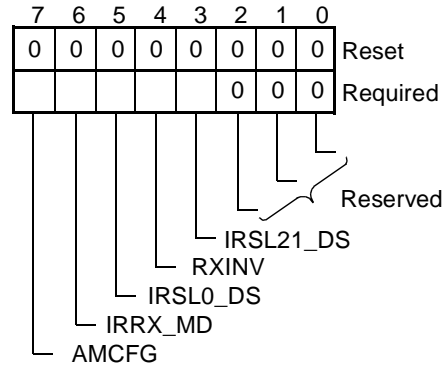 7 6 5 4 3 2 1 0
0 0 0 0 0 0 0 0 Reset
0 0 0 Required
Reserved
IRSL21_DS
RXINV
IRSL0_DS
IRRX_MD
AMCFG